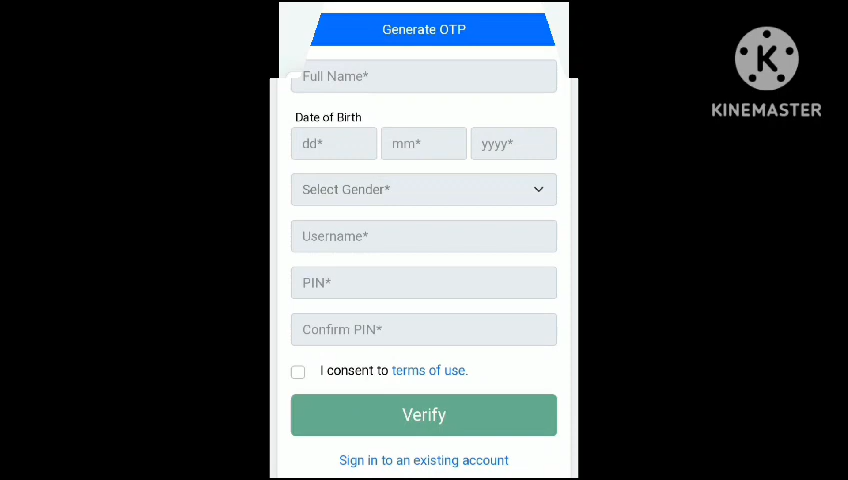 Generate OTP
Full Name*
Date of Birth
dd* mm* yyyy*
Select Gender*
Username*
PIN*
Confirm PIN*
I consent to terms of use.
Verify
Sign in to an existing account
K
KINEMASTER